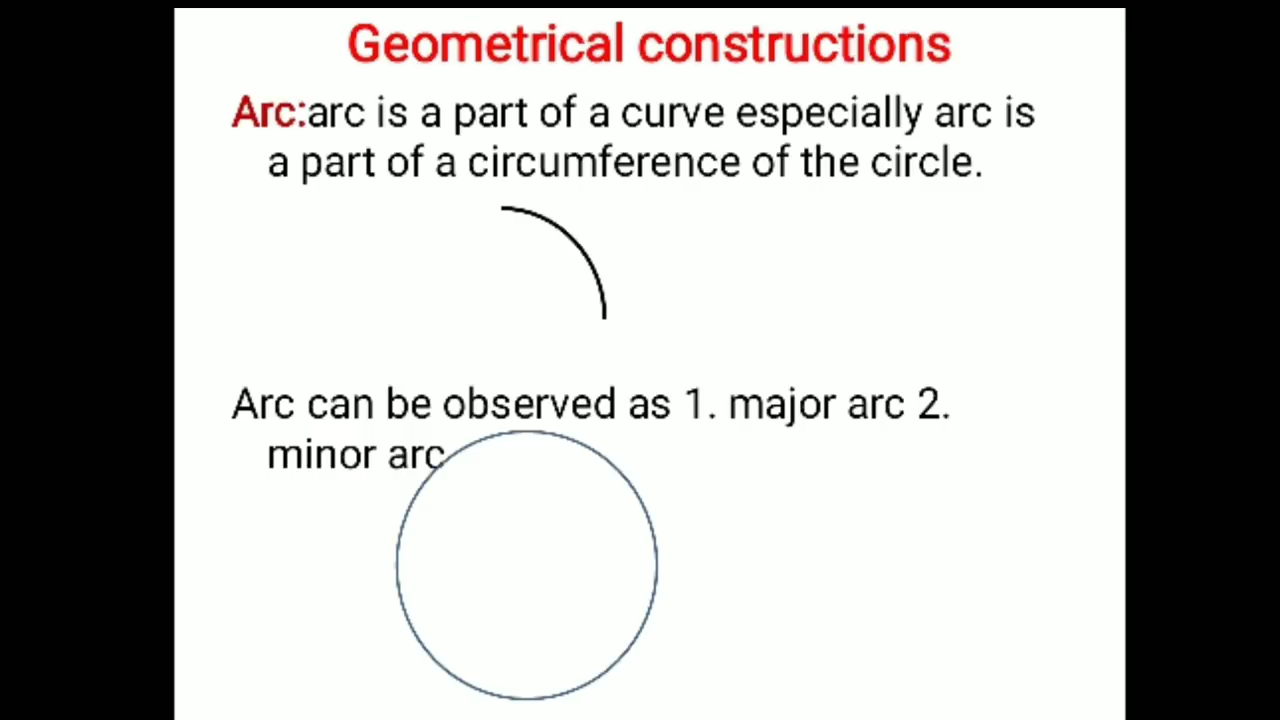 Geometrical constructions
Arc:arc is a part of a curve especially arc is
a part of a circumference of the circle.
Arc can be observed as 1. major arc 2.
minor arc